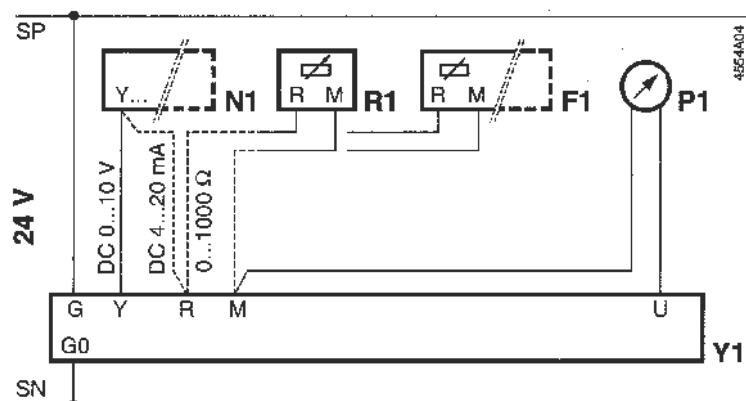 SP
4554A04
Y...
N1
R M
R1
R M
F1
P1
24 V
DC 0...10 V
DC 4...20 mA
0...1000 Ω
G Y R M U
G0
Y1
SN